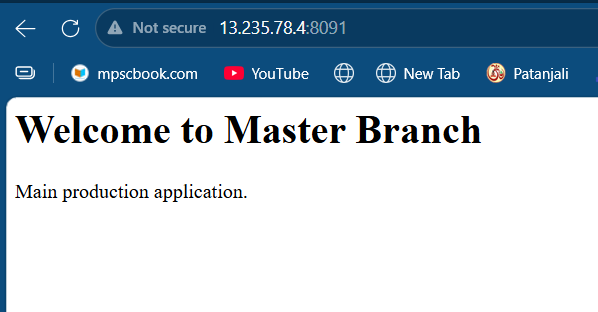 Not secure 13.235.78.4:8091
mpscbook.com YouTube New Tab Patanjali
Welcome to Master Branch
Main production application.